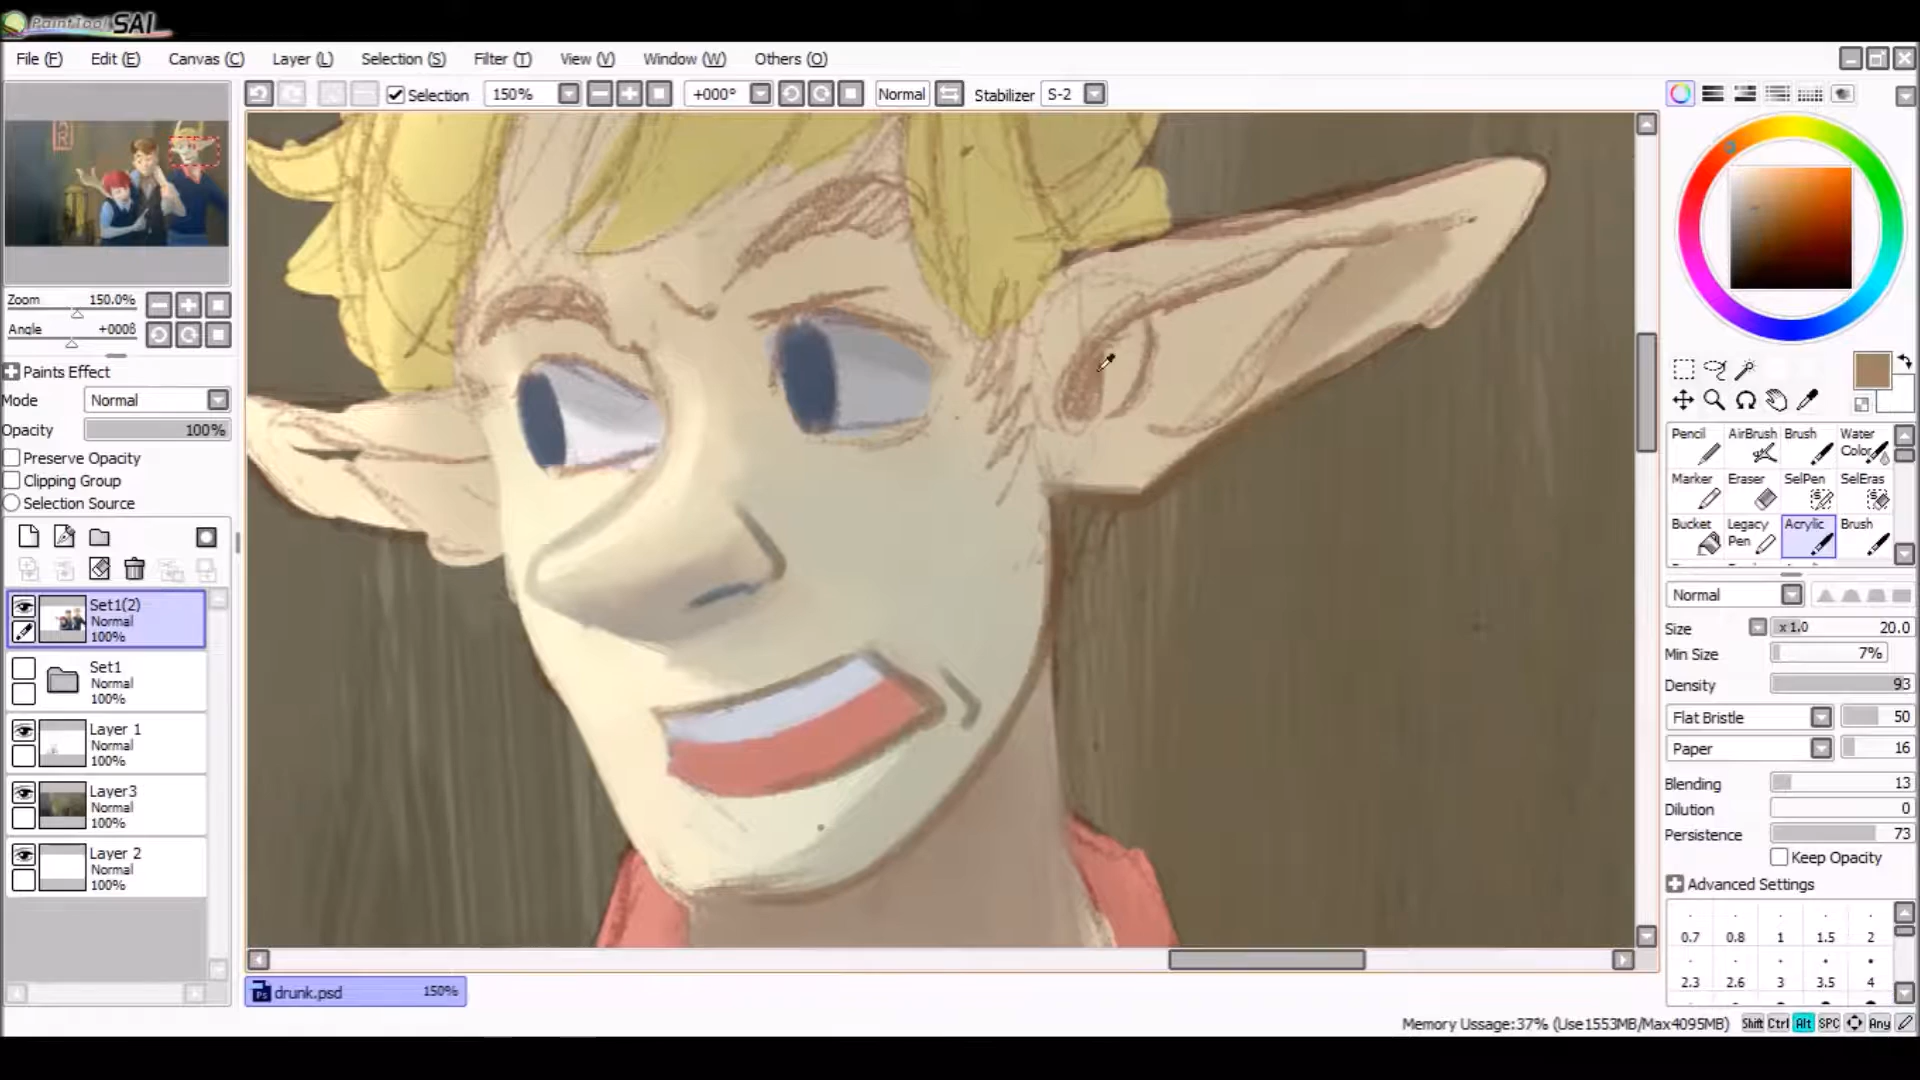 PaintTool SAI
File (F) Edit (E) Canvas (C) Layer (L) Selection (S) Filter (T) View (V) Window (W) Others (O)
Selection 150% +000° Normal Stabilizer S-2
R
Zoom 150.0%
Angle +000ß
Paints Effect
Mode Normal
Opacity 100%
Preserve Opacity
Clipping Group
Selection Source
Set1(2)
Normal
100%
Set1
Normal
100%
Layer 1
Normal
100%
Layer3
Normal
100%
Layer 2
Normal
100%
Pencil AirBrush Brush Water Color
Marker Eraser SelPen SelEras
Bucket Legacy Pen Acrylic Brush
Normal
Size x 1.0 20.0
Min Size 7%
Density 93
Flat Bristle 50
Paper 16
Blending 13
Dilution 0
Persistence 73
Keep Opacity
Advanced Settings
0.7 0.8 1 1.5 2
2.3 2.6 3 3.5 4
Ps drunk.psd 150%
Memory Ussage:37% (Use1553MB/Max4095MB) Shift Ctrl Alt SPC Any